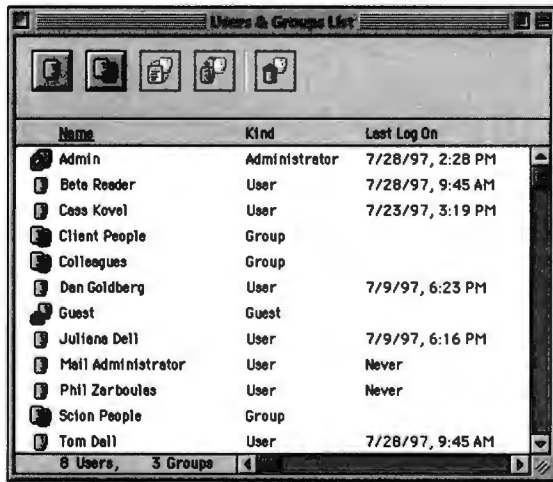 Users & Groups List
Name Kind Last Log On
Admin Administrator 7/28/97, 2:28 PM
Beta Reader User 7/28/97, 9:45 AM
Cass Kovel User 7/23/97, 3:19 PM
Client People Group
Colleagues Group
Dan Goldberg User 7/9/97, 6:23 PM
Guest Guest
Juliana Dell User 7/9/97, 6:16 PM
Mail Administrator User Never
Phil Zarboulas User Never
Scion People Group
Tom Dell User 7/28/97, 9:45 AM
8 Users, 3 Groups